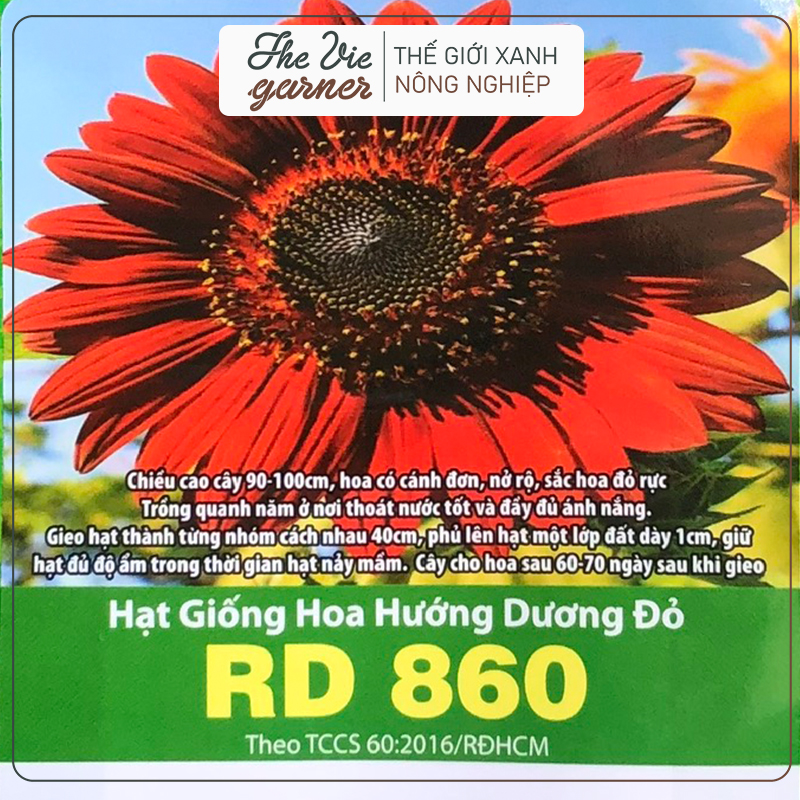 The Vie
garner
THẾ GIỚI XANH
NÔNG NGHIỆP
Chiều cao cây 90-100cm, hoa có cánh đơn, nở rộ, sắc hoa đỏ rực
Trồng quanh năm ở nơi thoát nước tốt và đầy đủ ánh nắng.
Gieo hạt thành từng nhóm cách nhau 40cm, phủ lên hạt một lớp đất dày 1cm, giữ
hạt đủ độ ẩm trong thời gian hạt nảy mầm. Cây cho hoa sau 60-70 ngày sau khi gieo
Hạt Giống Hoa Hướng Dương Đỏ
RD 860
Theo TCCS 60:2016/RĐHCM